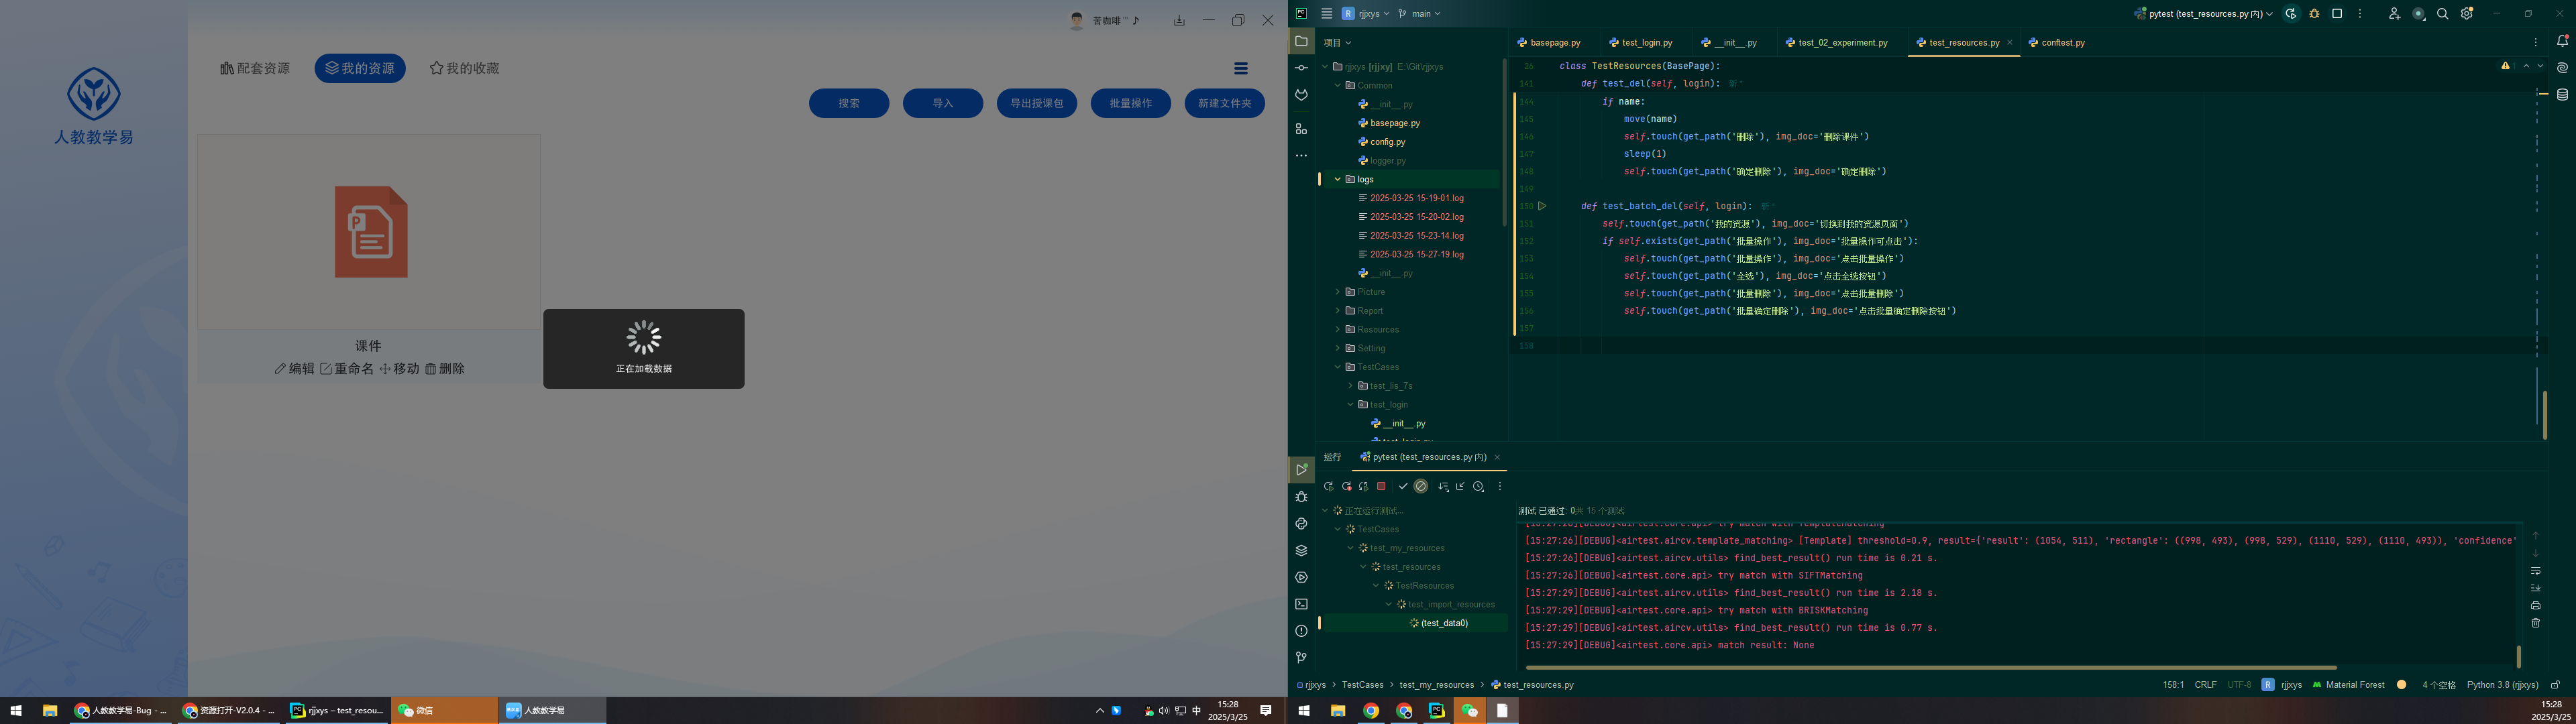 苦咖啡
人教教学易
配套资源 我的资源 我的收藏
搜索 导入 导出授课包 批量操作 新建文件夹
课件
编辑 重命名 移动 删除
正在加载数据
人教教学易-Bug - ... 资源打开-V2.0.4 - ... rjjxys – test_resou... 微信 人教教学易
中 15:28
2025/3/25
R rjjxys main pytest (test_resources.py 内)
项目
basepage.py test_login.py __init__.py test_02_experiment.py test_resources.py conftest.py
rjjxys [rjjxy] E:\Git\rjjxys
Common
__init__.py
basepage.py
config.py
logger.py
logs
2025-03-25 15-19-01.log
2025-03-25 15-20-02.log
2025-03-25 15-23-14.log
2025-03-25 15-27-19.log
__init__.py
Picture
Report
Resources
Setting
TestCases
test_lis_7s
test_login
__init__.py
test_login.py
26 class TestResources(BasePage):
141 def test_del(self, login):
144 if name:
145 move(name)
146 self.touch(get_path('删除'), img_doc='删除课件')
147 sleep(1)
148 self.touch(get_path('确定删除'), img_doc='确定删除')
149
150 def test_batch_del(self, login):
151 self.touch(get_path('我的资源'), img_doc='切换到我的资源页面')
152 if self.exists(get_path('批量操作'), img_doc='批量操作可点击'):
153 self.touch(get_path('批量操作'), img_doc='点击批量操作')
154 self.touch(get_path('全选'), img_doc='点击全选按钮')
155 self.touch(get_path('批量删除'), img_doc='点击批量删除')
156 self.touch(get_path('批量确定删除'), img_doc='点击批量确定删除按钮')
157
158
运行 pytest (test_resources.py 内)
正在运行测试...
TestCases
test_my_resources
test_resources
TestResources
test_import_resources
(test_data0)
测试 已通过: 0共 15 个测试
[15:27:26][DEBUG]<airtest.core.api> try match with TemplateMatching
[15:27:26][DEBUG]<airtest.aircv.template_matching> [Template] threshold=0.9, result={'result': (1054, 511), 'rectangle': ((998, 493), (998, 529), (1110, 529), (1110, 493)), 'confidence'
[15:27:26][DEBUG]<airtest.aircv.utils> find_best_result() run time is 0.21 s.
[15:27:26][DEBUG]<airtest.core.api> try match with SIFTMatching
[15:27:29][DEBUG]<airtest.aircv.utils> find_best_result() run time is 2.18 s.
[15:27:29][DEBUG]<airtest.core.api> try match with BRISKMatching
[15:27:29][DEBUG]<airtest.aircv.utils> find_best_result() run time is 0.77 s.
[15:27:29][DEBUG]<airtest.core.api> match result: None
rjjxys > TestCases > test_my_resources > test_resources.py
158:1 CRLF UTF-8 R rjjxys Material Forest 4 个空格 Python 3.8 (rjjxys)
15:28
2025/3/25